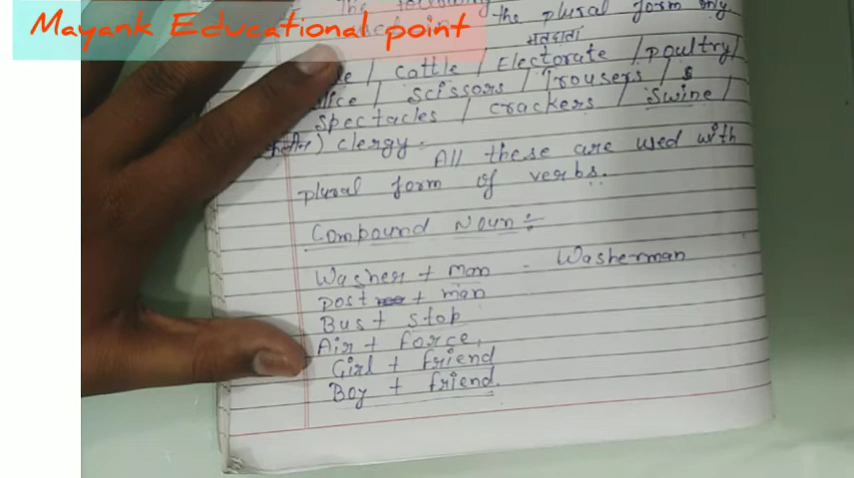 Mayank Educational point
The following
the plural form only
मतदाता
/ cattle / Electorate / poultry /
/ scissors / Trousers / s
spectacles / crackers / swine /
) clergy.
All these are used with
plural form of verbs.
Compound Noun :-
Washer + man - Washerman
post + man
Bus + stop
Air + force,
Girl + friend
Boy + friend.